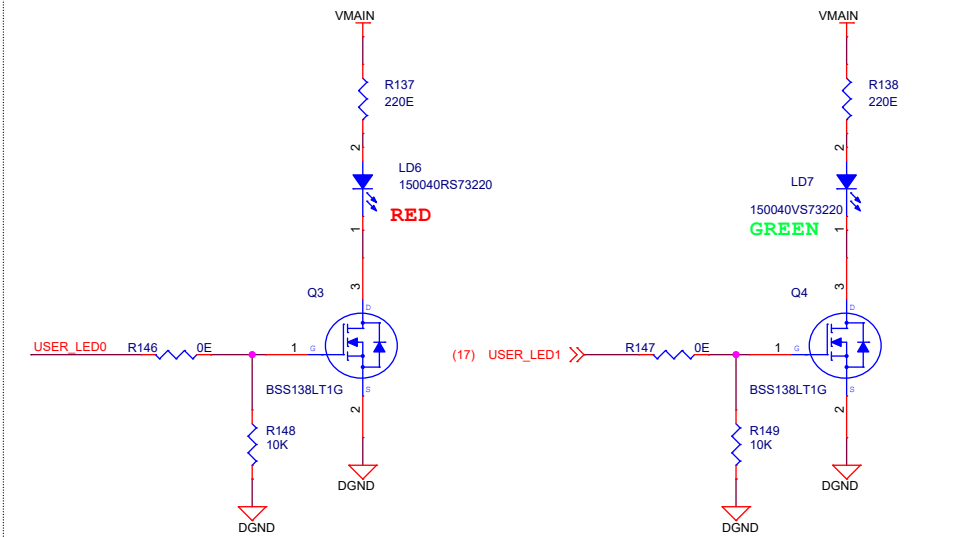 VMAIN
R137
220E
2
LD6
150040RS73220
RED
1
3
Q3
D
USER_LED0
R146
0E
1
G
BSS138LT1G
S
2
R148
10K
DGND
DGND
VMAIN
R138
220E
2
LD7
150040VS73220
GREEN
1
3
Q4
D
(17) USER_LED1
R147
0E
1
G
BSS138LT1G
S
2
R149
10K
DGND
DGND